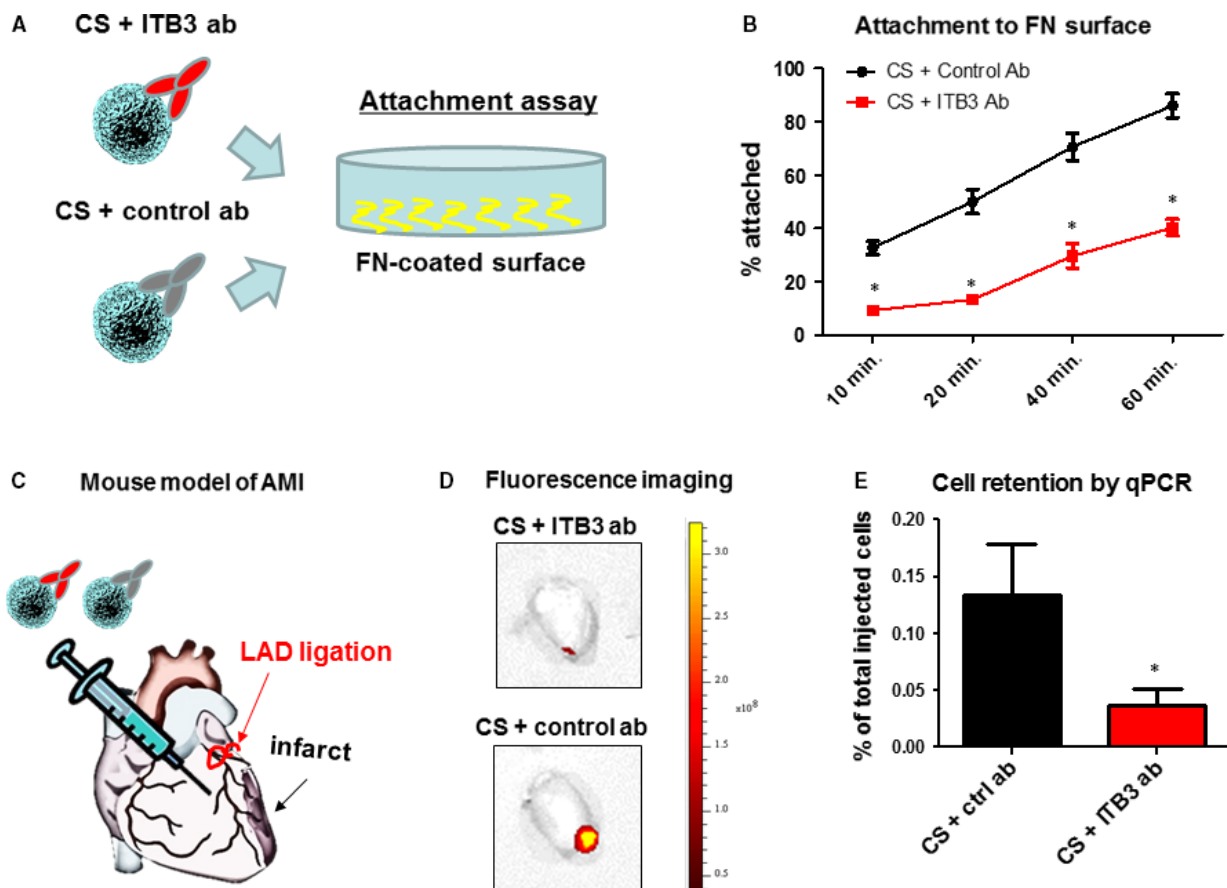 A
CS + ITB3 ab
CS + control ab
Attachment assay
FN-coated surface
B
Attachment to FN surface
CS + Control Ab
CS + ITB3 Ab
% attached
100
80
60
40
20
0
*
*
*
*
10 min.
20 min.
40 min.
60 min.
C
Mouse model of AMI
LAD ligation
infarct
D
Fluorescence imaging
CS + ITB3 ab
CS + control ab
3.0
2.5
2.0
x10⁸
1.5
1.0
0.5
E
Cell retention by qPCR
% of total injected cells
0.20
0.15
0.10
0.05
0.00
*
CS + ctrl ab
CS + ITB3 ab